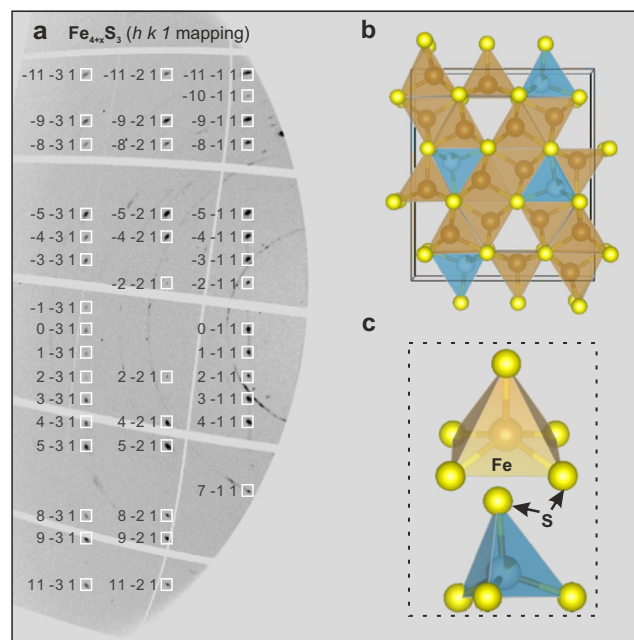 a Fe4+xS3 (h k 1 mapping)
-11 -3 1 -11 -2 1 -11 -1 1
-10 -1 1
-9 -3 1 -9 -2 1 -9 -1 1
-8 -3 1 -8 -2 1 -8 -1 1
-5 -3 1 -5 -2 1 -5 -1 1
-4 -3 1 -4 -2 1 -4 -1 1
-3 -3 1 -3 -1 1
-2 -2 1 -2 -1 1
-1 -3 1
0 -3 1 0 -1 1
1 -3 1 1 -1 1
2 -3 1 2 -2 1 2 -1 1
3 -3 1 3 -1 1
4 -3 1 4 -2 1 4 -1 1
5 -3 1 5 -2 1
7 -1 1
8 -3 1 8 -2 1
9 -3 1 9 -2 1
11 -3 1 11 -2 1
b
c
Fe
S